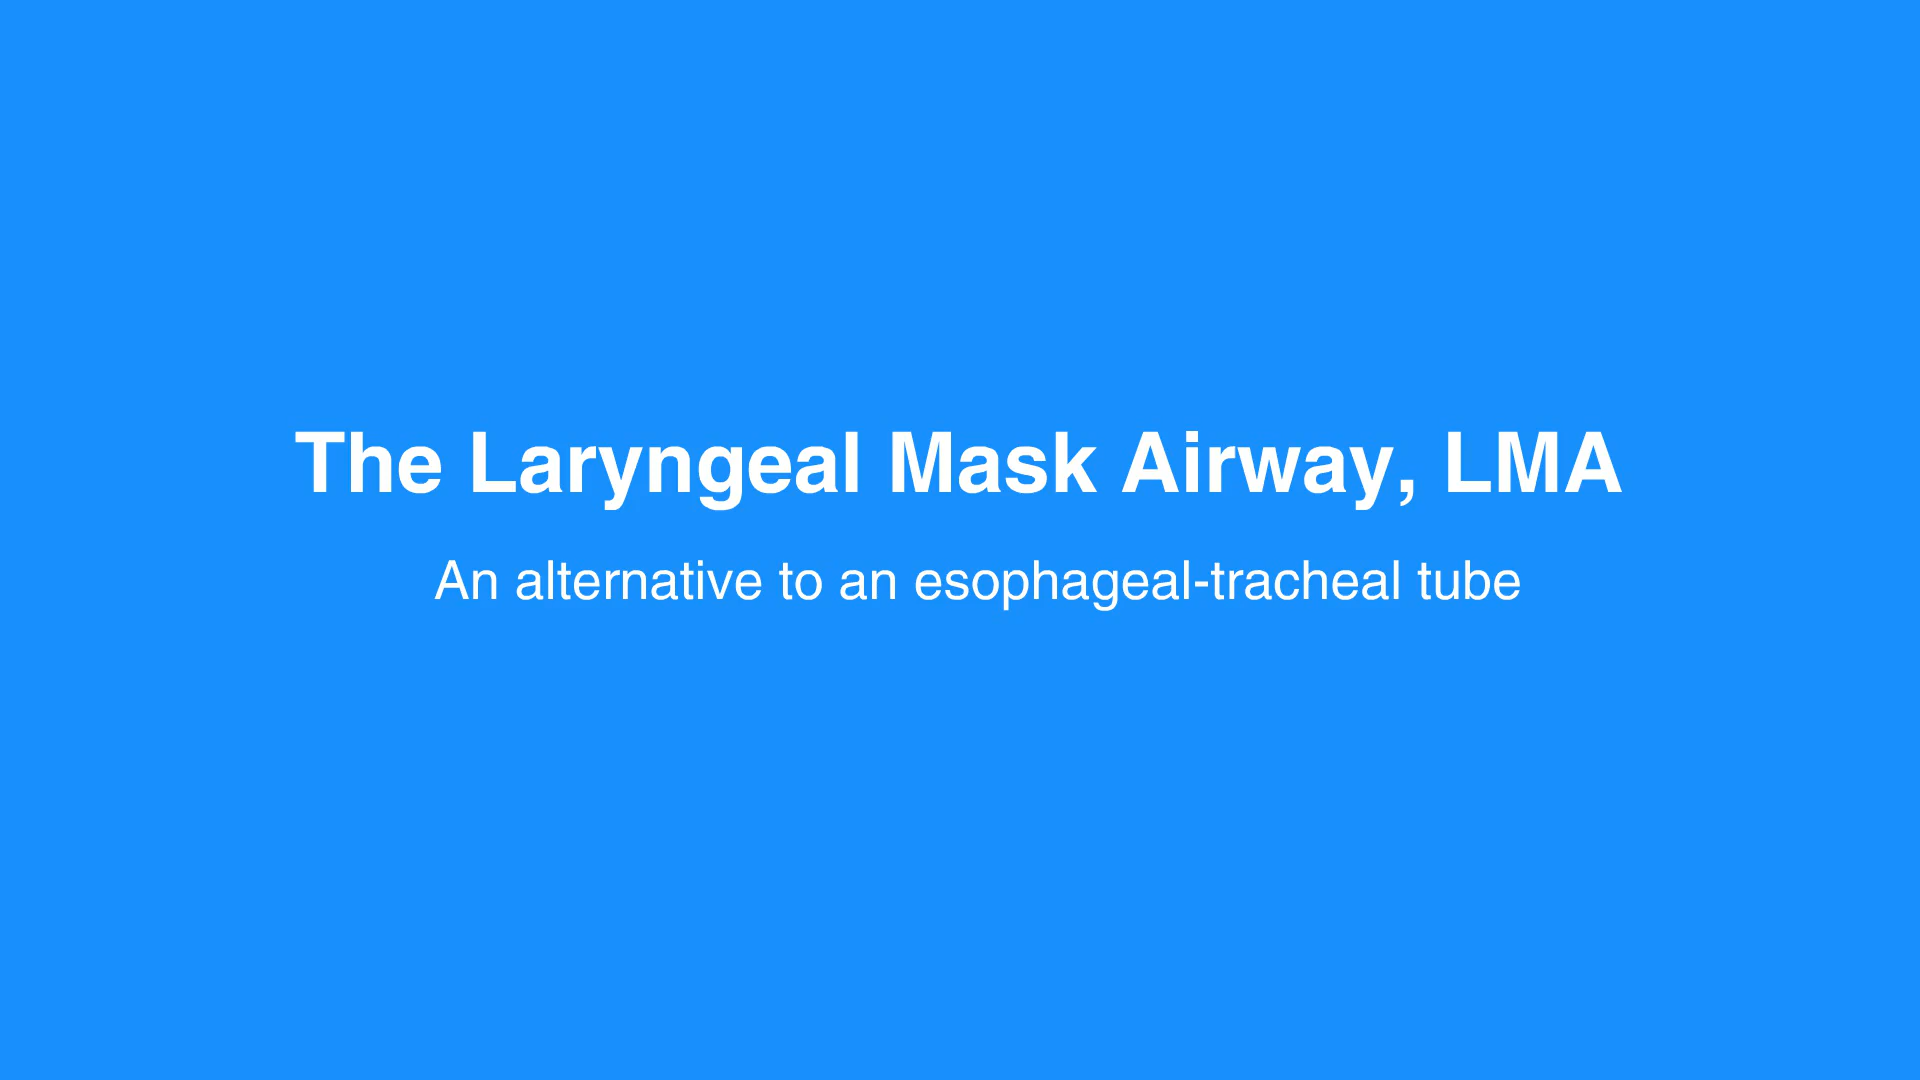 The Laryngeal Mask Airway, LMA
An alternative to an esophageal-tracheal tube